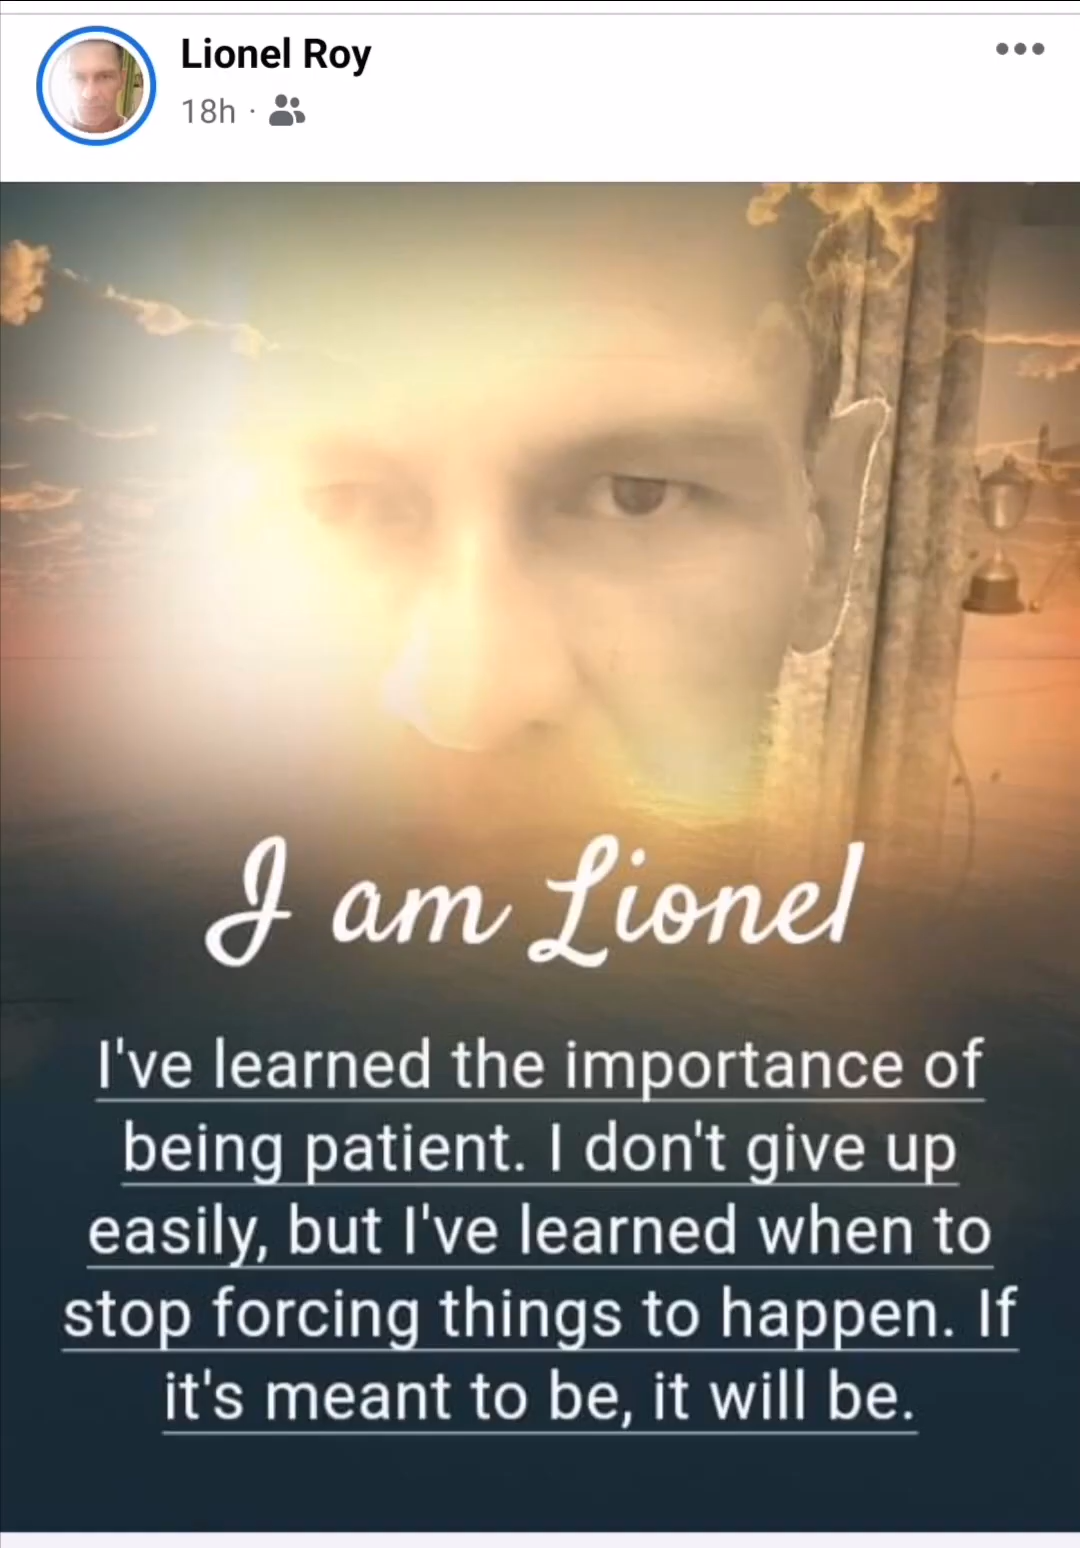 Lionel Roy
18h ·
I am Lionel
I've learned the importance of
being patient. I don't give up
easily, but I've learned when to
stop forcing things to happen. If
it's meant to be, it will be.